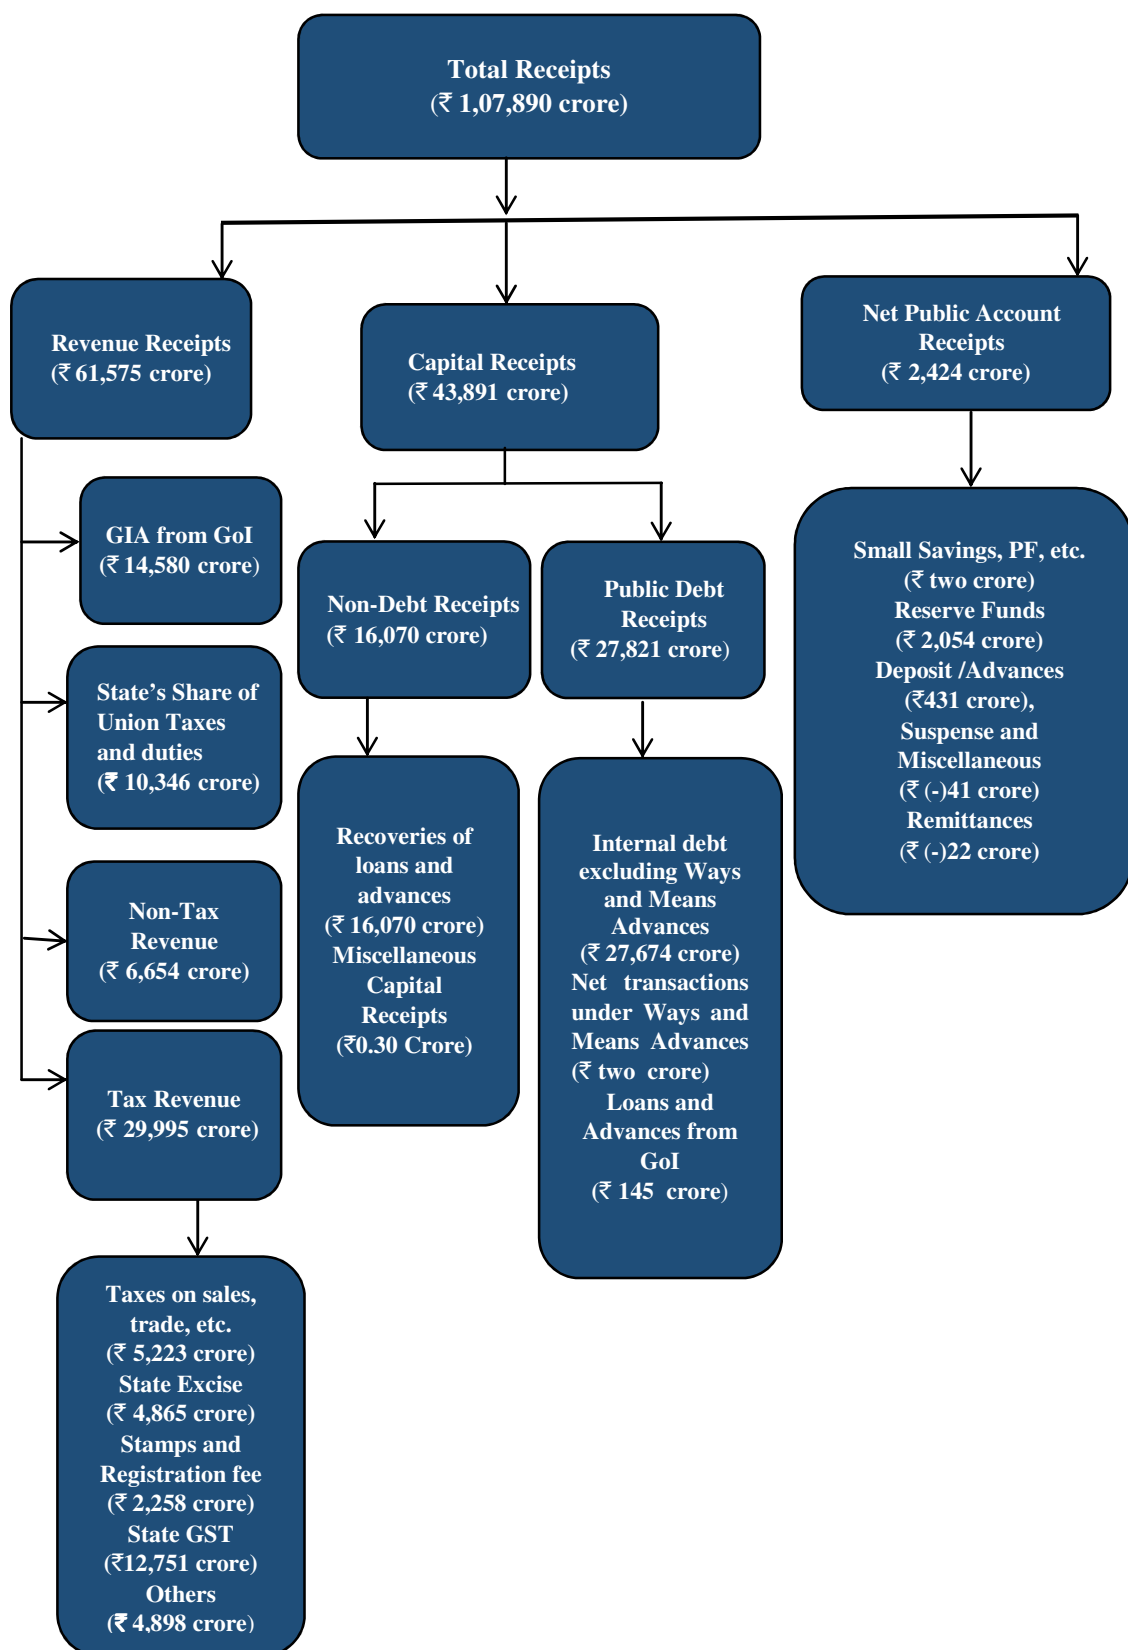 Total Receipts
(₹ 1,07,890 crore)
Revenue Receipts
(₹ 61,575 crore)
Capital Receipts
(₹ 43,891 crore)
Net Public Account
Receipts
(₹ 2,424 crore)
GIA from GoI
(₹ 14,580 crore)
State’s Share of
Union Taxes
and duties
(₹ 10,346 crore)
Non-Tax
Revenue
(₹ 6,654 crore)
Tax Revenue
(₹ 29,995 crore)
Taxes on sales,
trade, etc.
(₹ 5,223 crore)
State Excise
(₹ 4,865 crore)
Stamps and
Registration fee
(₹ 2,258 crore)
State GST
(₹12,751 crore)
Others
(₹ 4,898 crore)
Non-Debt Receipts
(₹ 16,070 crore)
Recoveries of
loans and
advances
(₹ 16,070 crore)
Miscellaneous
Capital
Receipts
(₹0.30 Crore)
Public Debt
Receipts
(₹ 27,821 crore)
Internal debt
excluding Ways
and Means
Advances
(₹ 27,674 crore)
Net transactions
under Ways and
Means Advances
(₹ two crore)
Loans and
Advances from
GoI
(₹ 145 crore)
Small Savings, PF, etc.
(₹ two crore)
Reserve Funds
(₹ 2,054 crore)
Deposit /Advances
(₹431 crore),
Suspense and
Miscellaneous
(₹ (-)41 crore)
Remittances
(₹ (-)22 crore)